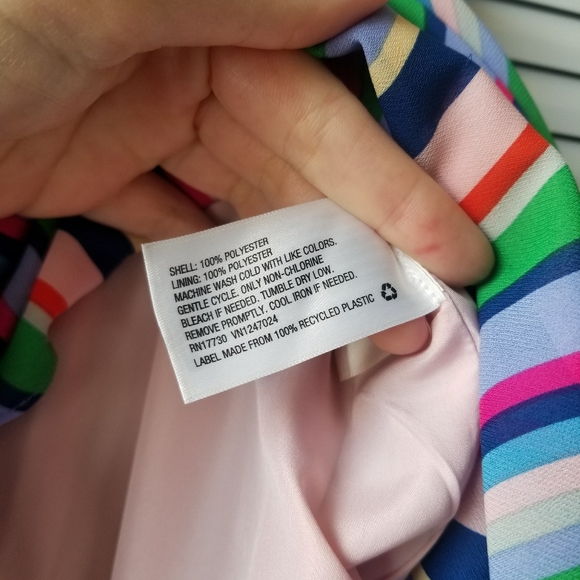 SHELL: 100% POLYESTER
LINING: 100% POLYESTER
MACHINE WASH COLD WITH LIKE COLORS.
GENTLE CYCLE. ONLY NON-CHLORINE
BLEACH IF NEEDED. TUMBLE DRY LOW.
REMOVE PROMPTLY. COOL IRON IF NEEDED.
RN17730 VN1247024
LABEL MADE FROM 100% RECYCLED PLASTIC